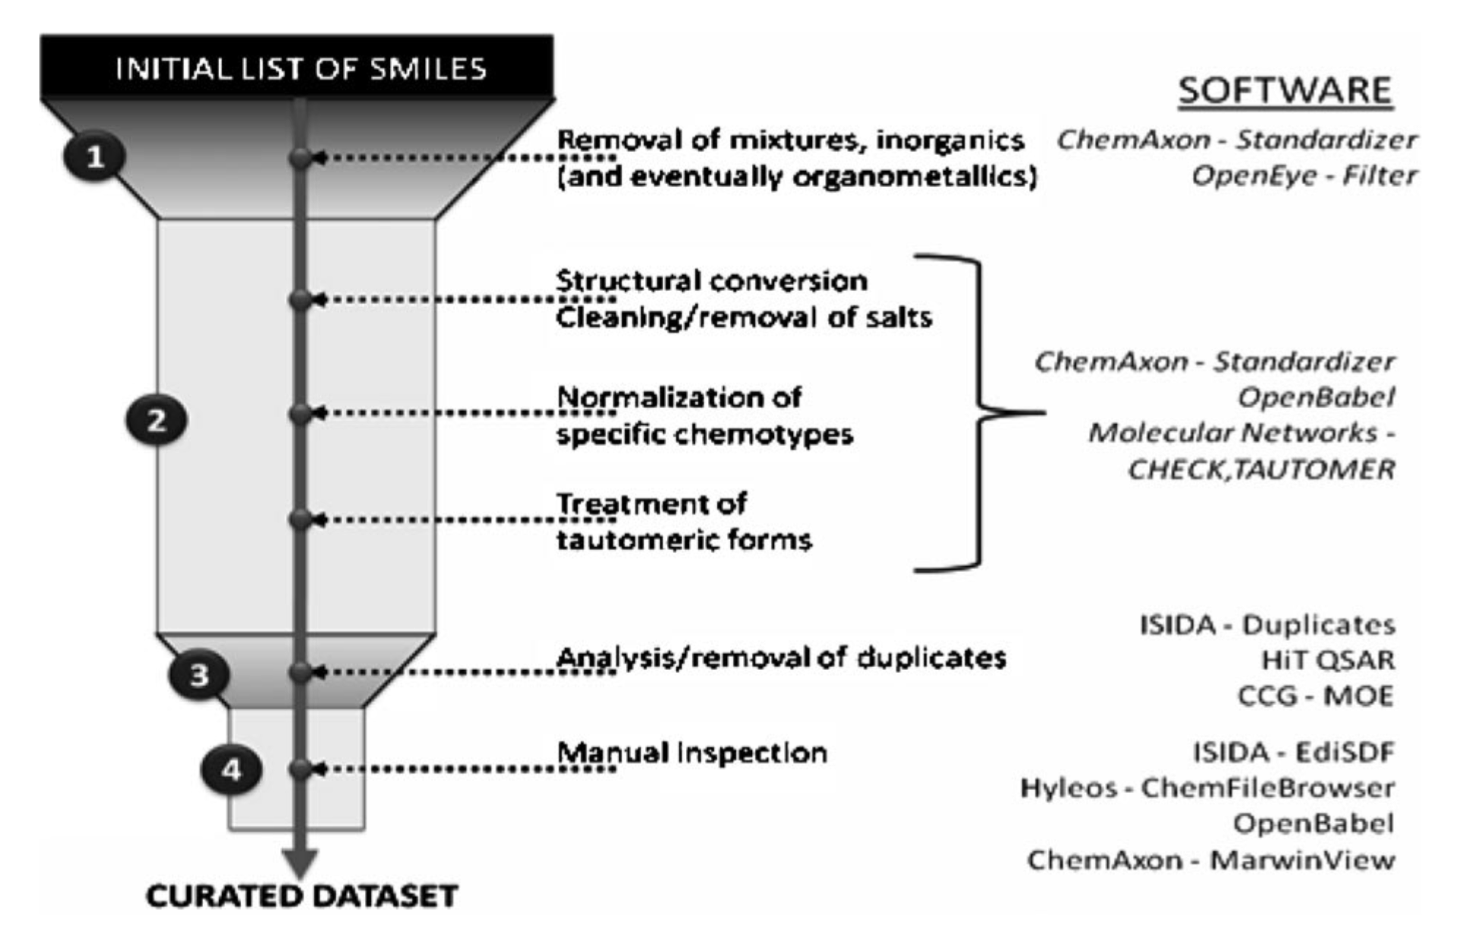 INITIAL LIST OF SMILES
SOFTWARE
1
Removal of mixtures, inorganics
(and eventually organometallics)
ChemAxon - Standardizer
OpenEye - Filter
Structural conversion
Cleaning/removal of salts
2
Normalization of
specific chemotypes
Treatment of
tautomeric forms
ChemAxon - Standardizer
OpenBabel
Molecular Networks -
CHECK,TAUTOMER
3
Analysis/removal of duplicates
ISIDA - Duplicates
HiT QSAR
CCG - MOE
4
Manual inspection
ISIDA - EdiSDF
Hyleos - ChemFileBrowser
OpenBabel
ChemAxon - MarwinView
CURATED DATASET